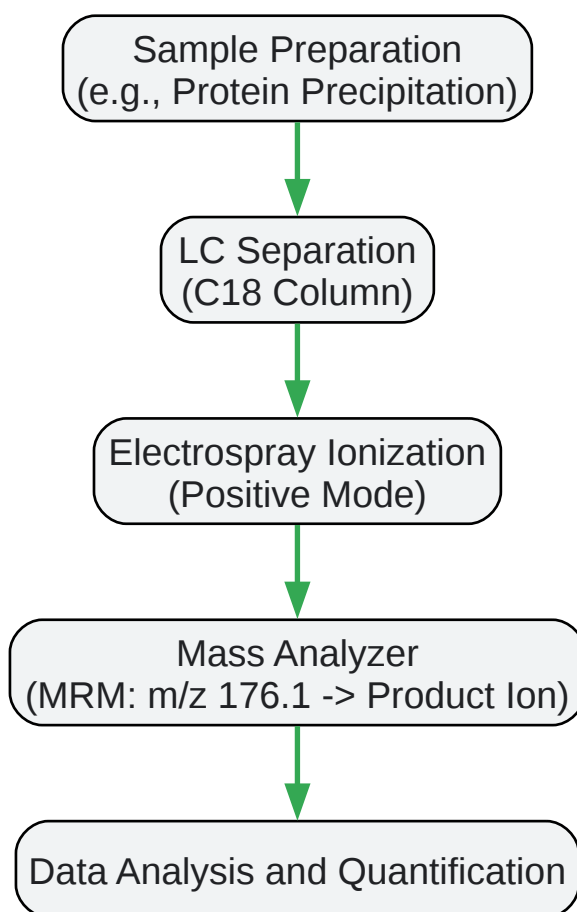 Sample Preparation
(e.g., Protein Precipitation)
LC Separation
(C18 Column)
Electrospray Ionization
(Positive Mode)
Mass Analyzer
(MRM: m/z 176.1 -> Product Ion)
Data Analysis and Quantification